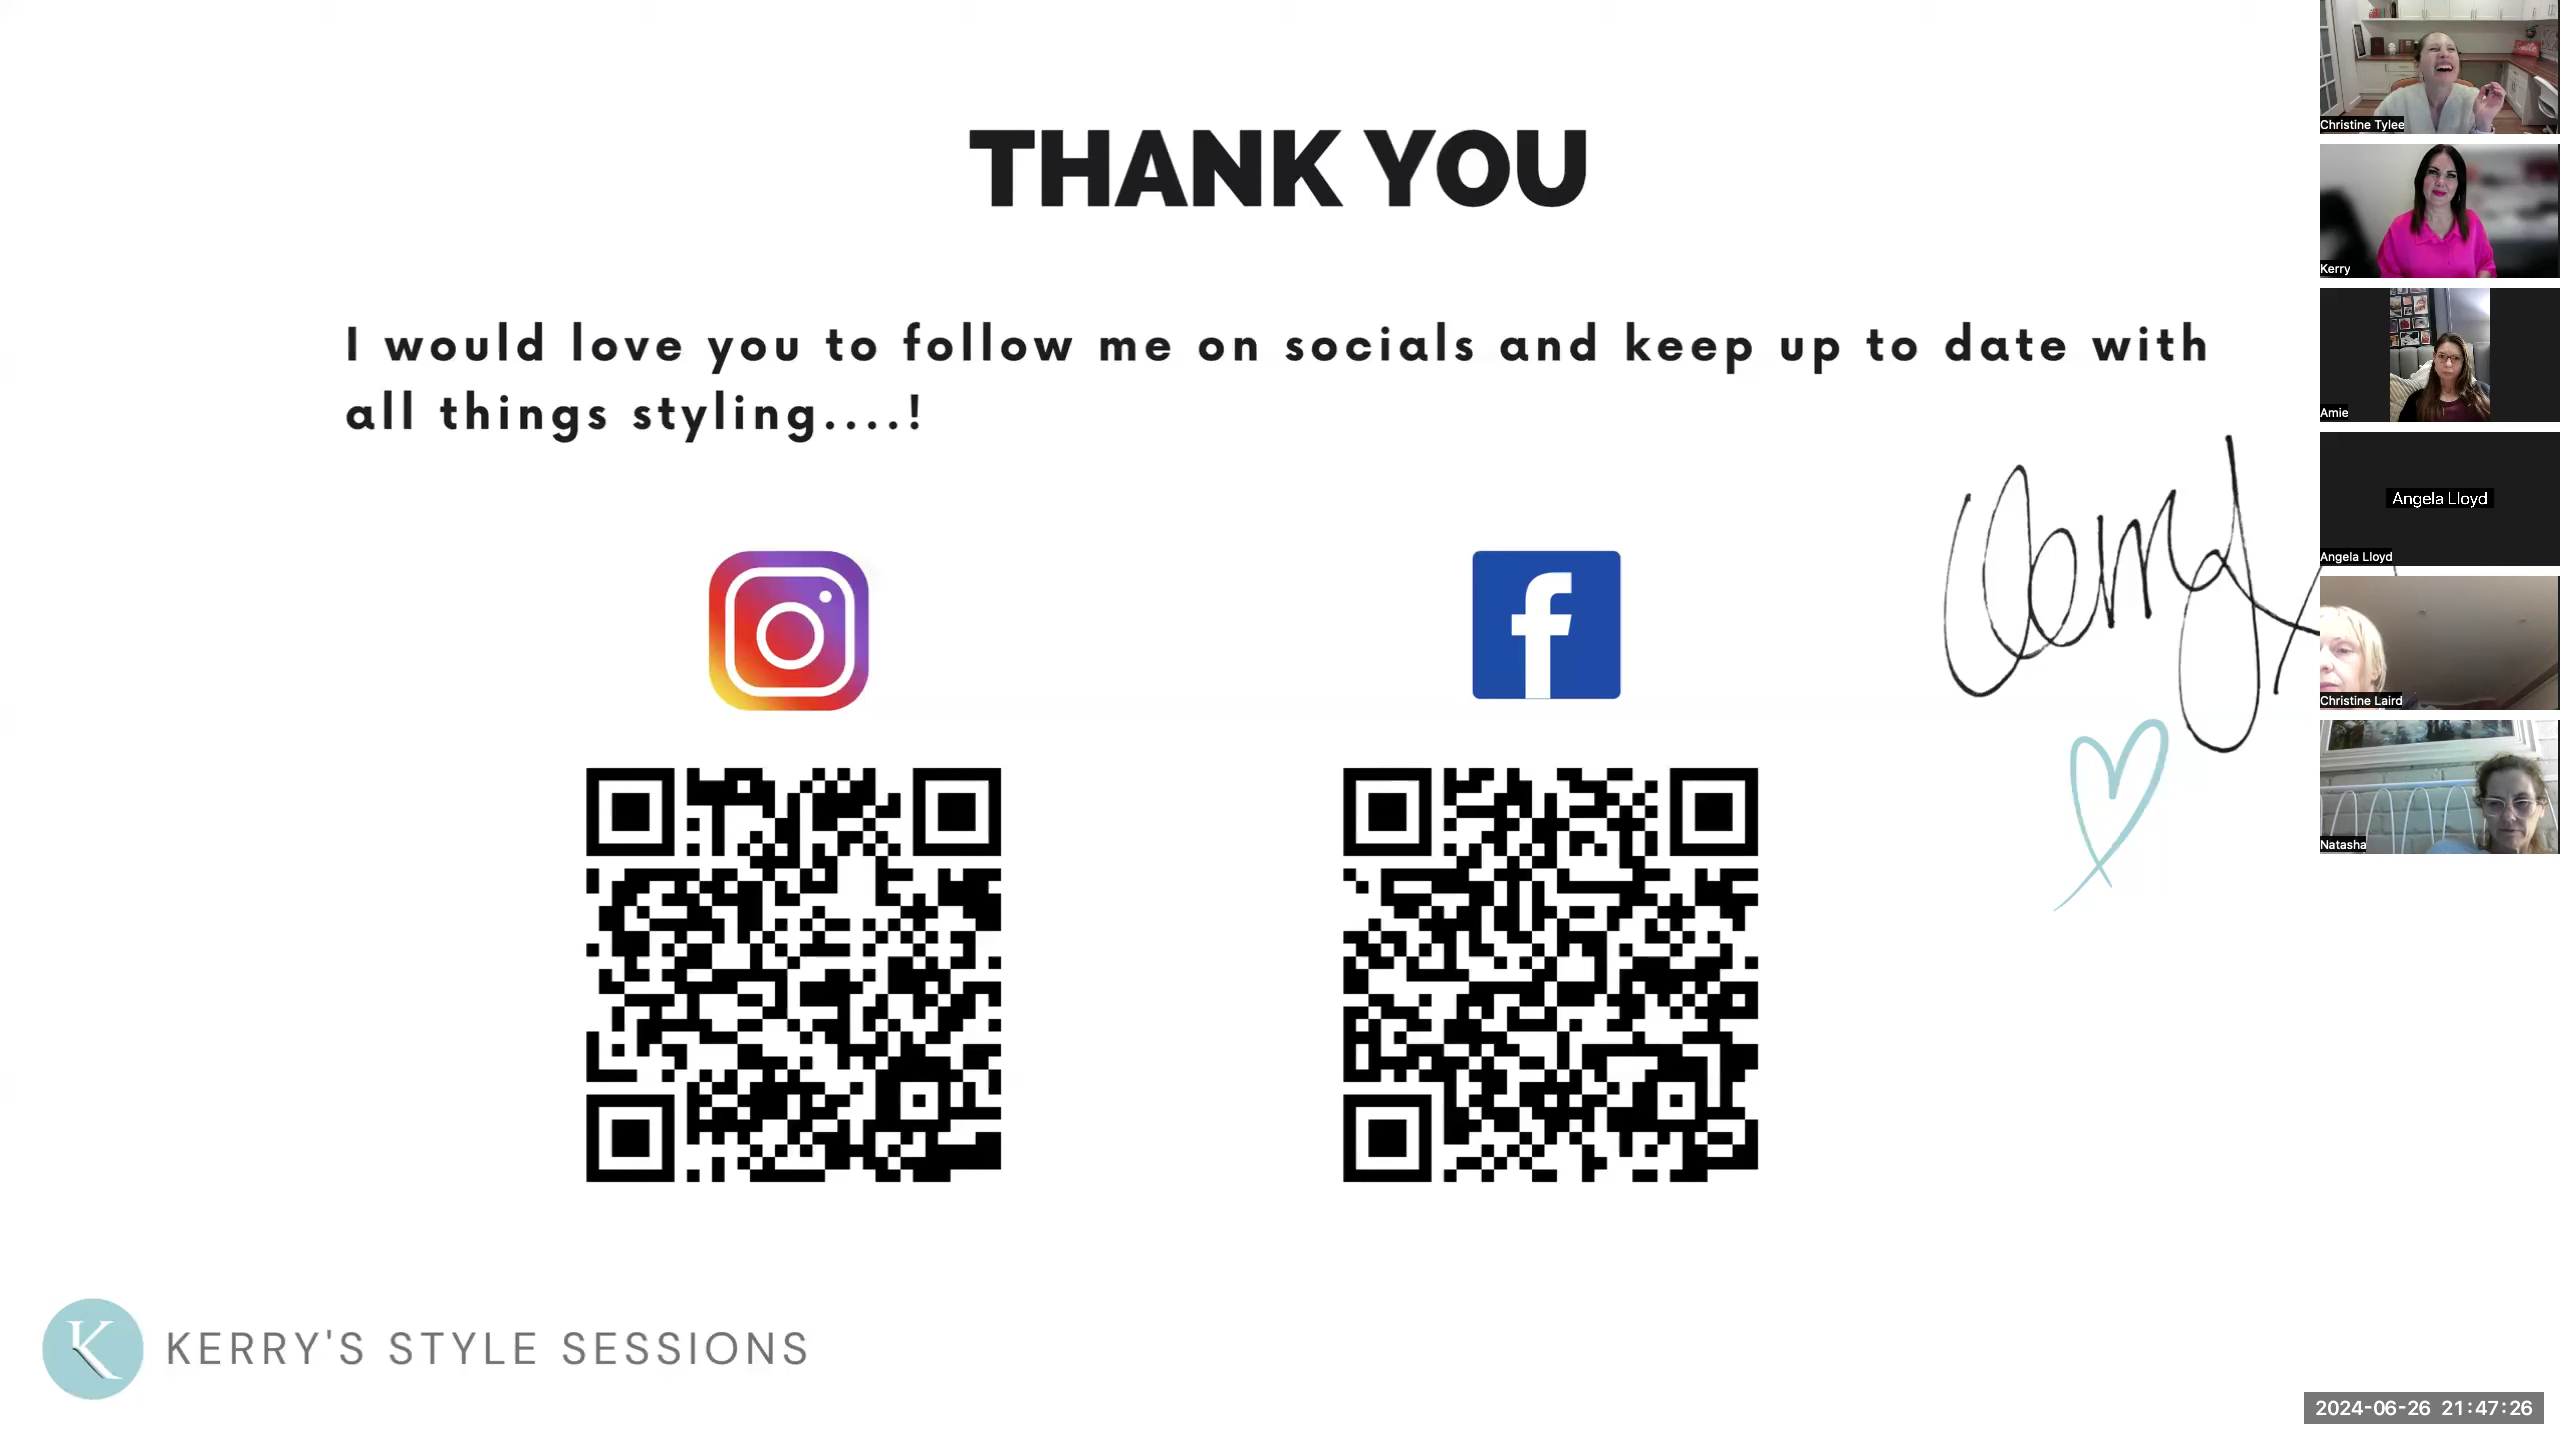 THANK YOU
I would love you to follow me on socials and keep up to date with
all things styling....!
Kerry
K
KERRY'S STYLE SESSIONS
Christine Tylee
Kerry
Amie
Angela Lloyd
Angela Lloyd
Christine Laird
Natasha
2024-06-26 21:47:26